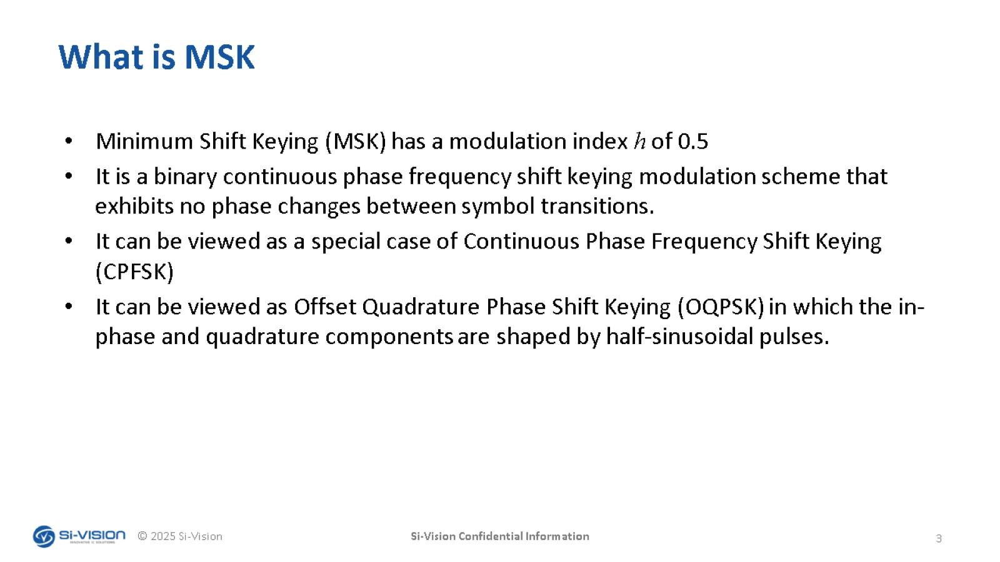 What is MSK
• Minimum Shift Keying (MSK) has a modulation index h of 0.5
• It is a binary continuous phase frequency shift keying modulation scheme that
exhibits no phase changes between symbol transitions.
• It can be viewed as a special case of Continuous Phase Frequency Shift Keying
(CPFSK)
• It can be viewed as Offset Quadrature Phase Shift Keying (OQPSK) in which the in-
phase and quadrature components are shaped by half-sinusoidal pulses.
Si-VISION
INNOVATIVE IC SOLUTIONS
© 2025 Si-Vision
Si-Vision Confidential Information
3